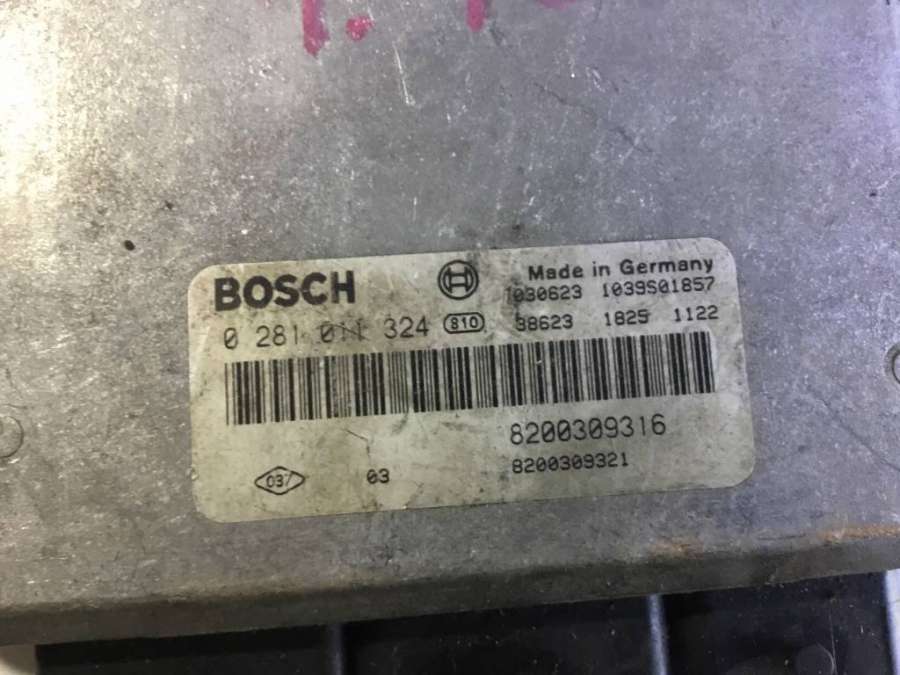 BOSCH
Made in Germany
1030623 1039S01857
0 281 011 324 810 38623 1825 1122
8200309316
8200309321
037 03